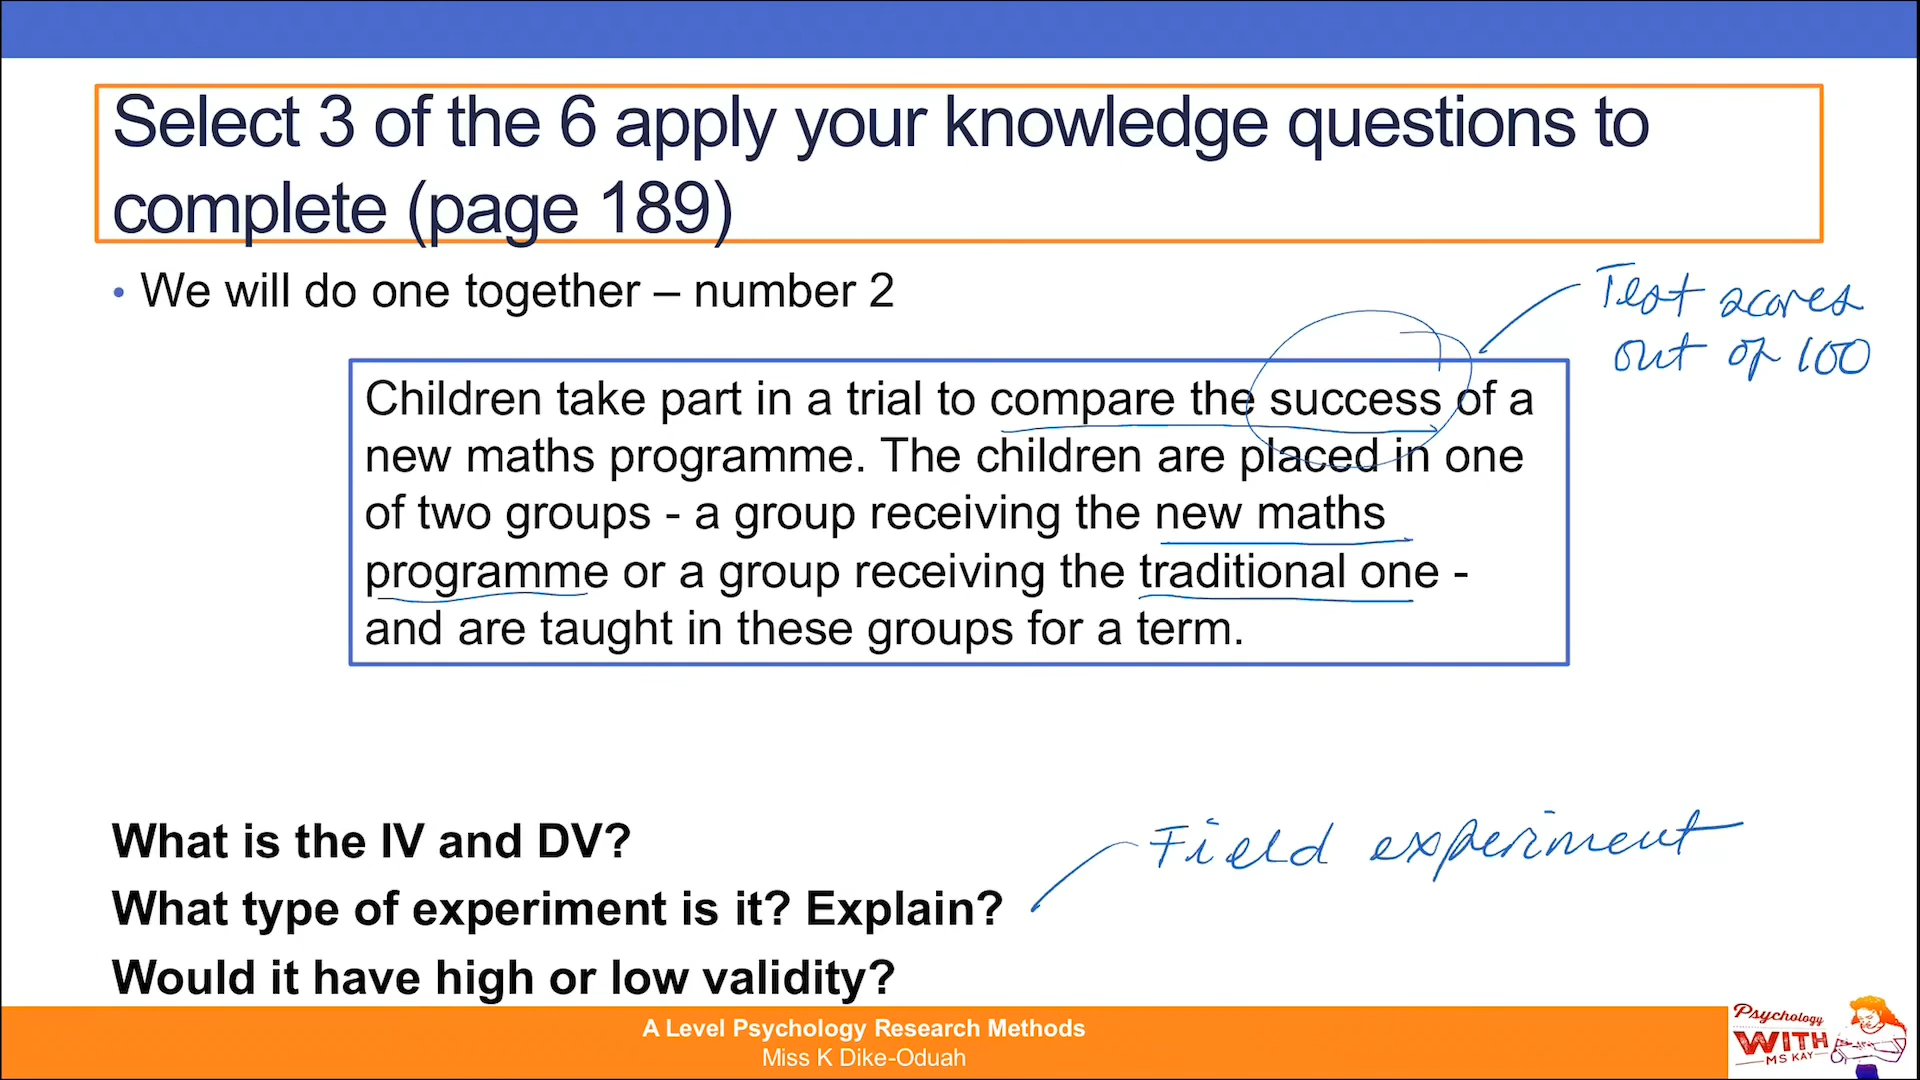 Select 3 of the 6 apply your knowledge questions to
complete (page 189)
• We will do one together – number 2
Test scores
out of 100
Children take part in a trial to compare the success of a
new maths programme. The children are placed in one
of two groups - a group receiving the new maths
programme or a group receiving the traditional one -
and are taught in these groups for a term.
What is the IV and DV?
Field experiment
What type of experiment is it? Explain?
Would it have high or low validity?
A Level Psychology Research Methods
Miss K Dike-Oduah
Psychology
WITH
MS KAY